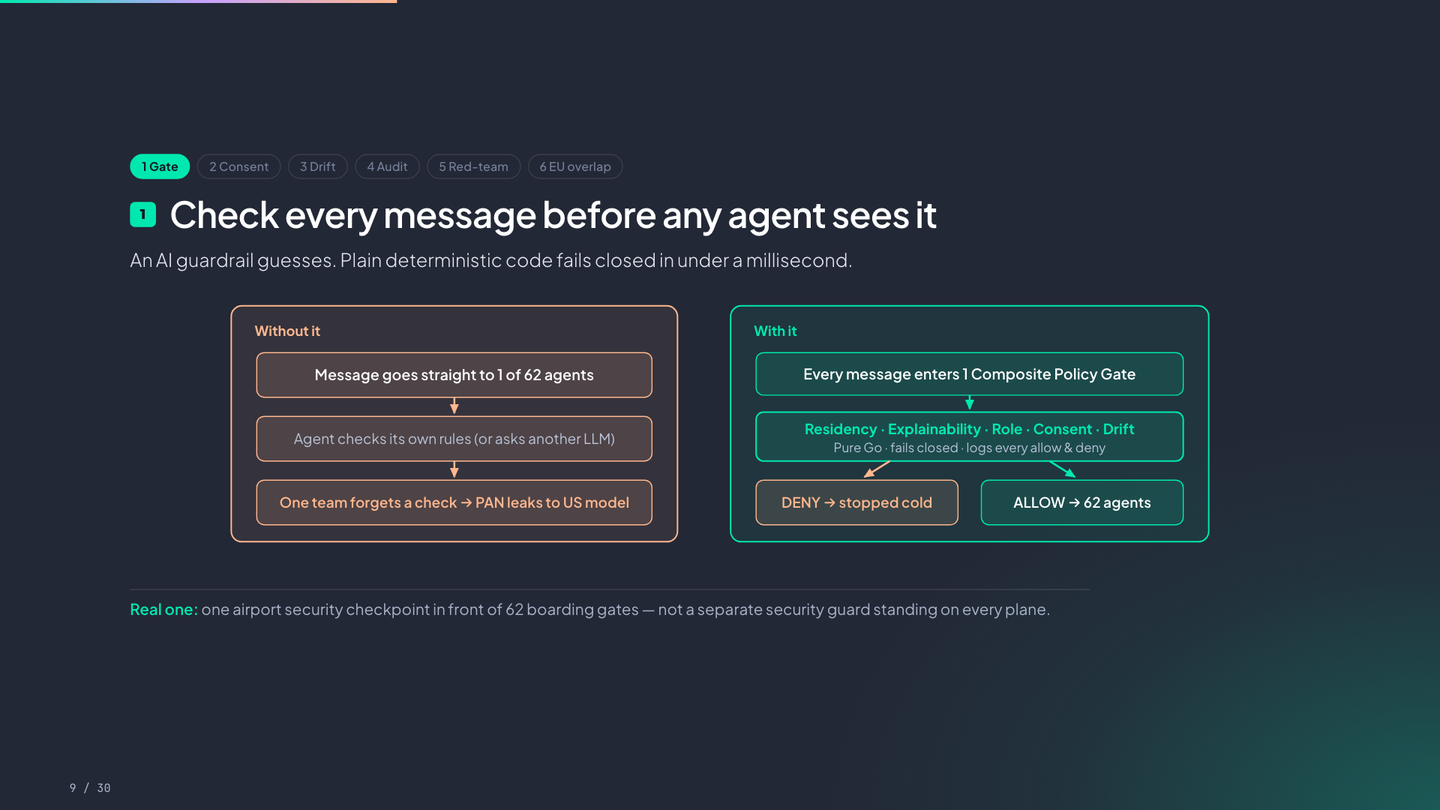 1 Gate
2 Consent
3 Drift
4 Audit
5 Red-team
6 EU overlap
1 Check every message before any agent sees it
An AI guardrail guesses. Plain deterministic code fails closed in under a millisecond.
Without it
Message goes straight to 1 of 62 agents
Agent checks its own rules (or asks another LLM)
One team forgets a check → PAN leaks to US model
With it
Every message enters 1 Composite Policy Gate
Residency · Explainability · Role · Consent · Drift
Pure Go · fails closed · logs every allow & deny
DENY → stopped cold
ALLOW → 62 agents
Real one: one airport security checkpoint in front of 62 boarding gates — not a separate security guard standing on every plane.
9 / 30